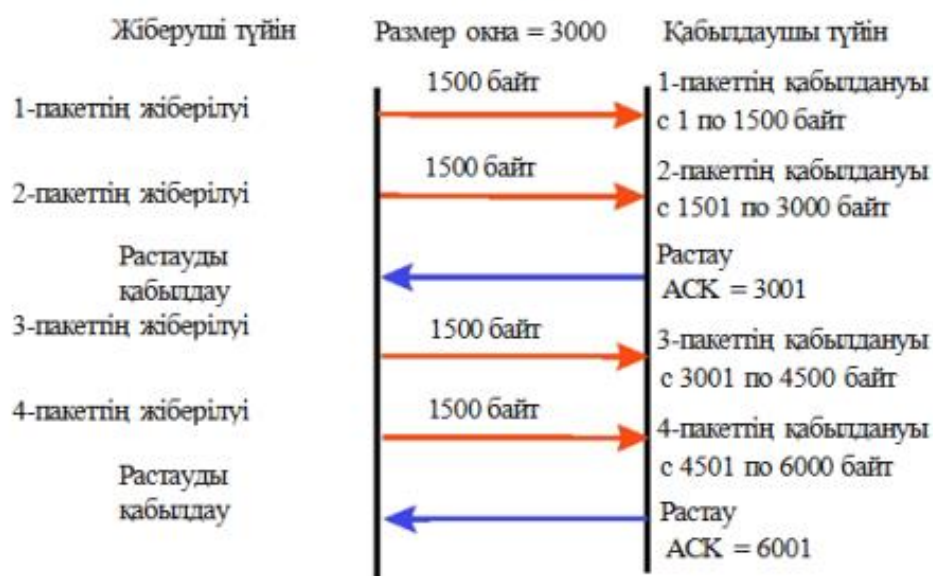 Жіберуші түйін Размер окна = 3000 Қабылдаушы түйін
1-пакеттің жіберілуі
1500 байт
1-пакеттің қабылдануы
с 1 по 1500 байт
2-пакеттің жіберілуі
1500 байт
2-пакеттің қабылдануы
с 1501 по 3000 байт
Растауды
қабылдау
Растау
ACK = 3001
3-пакеттің жіберілуі
1500 байт
3-пакеттің қабылдануы
с 3001 по 4500 байт
4-пакеттің жіберілуі
1500 байт
4-пакеттің қабылдануы
с 4501 по 6000 байт
Растауды
қабылдау
Растау
ACK = 6001